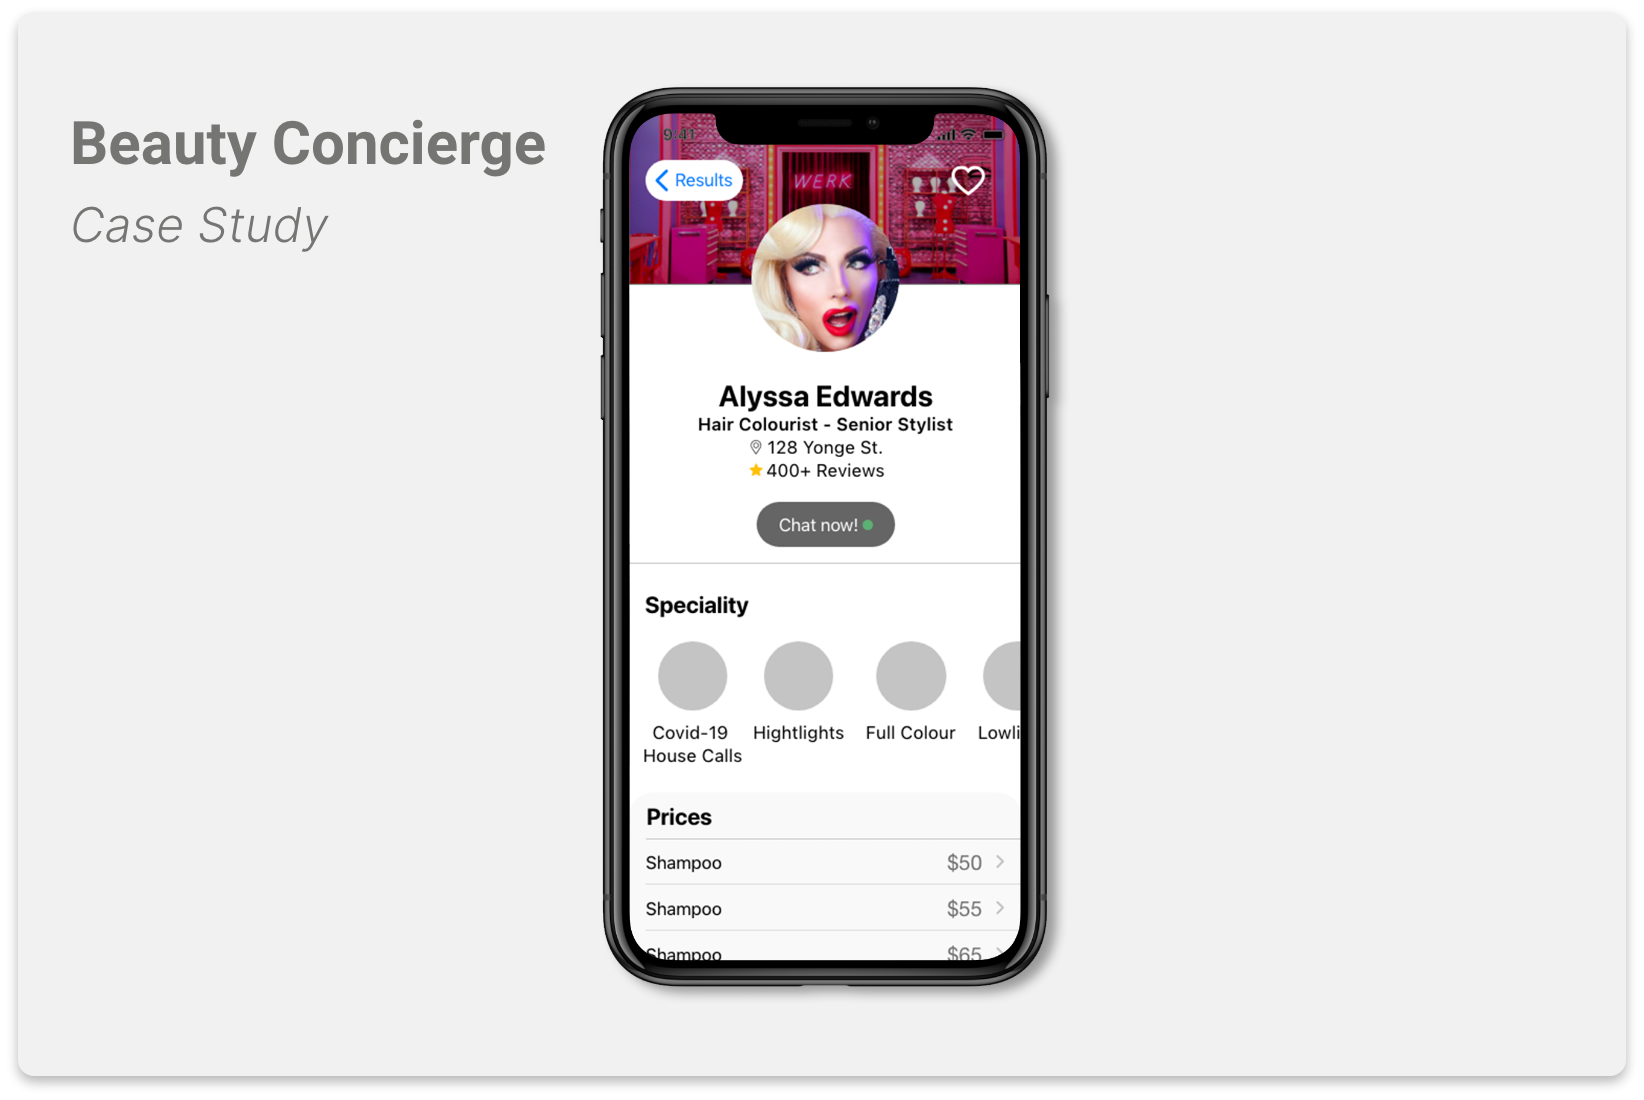 Beauty Concierge
Case Study
9:41
Results
WERK
Alyssa Edwards
Hair Colourist - Senior Stylist
128 Yonge St.
400+ Reviews
Chat now!
Speciality
Covid-19 House Calls
Hightlights
Full Colour
Lowli
Prices
Shampoo $50
Shampoo $55
Shampoo $65